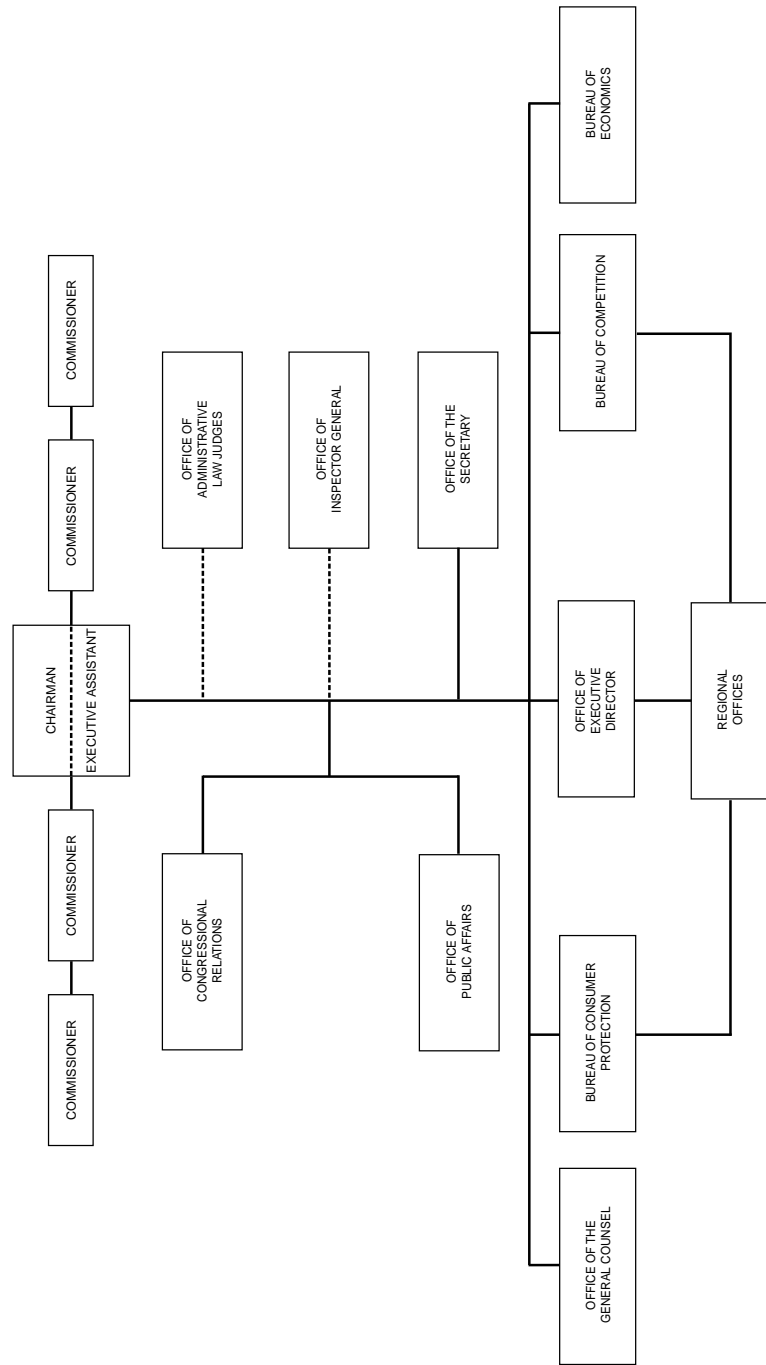 COMMISSIONER
COMMISSIONER
CHAIRMAN
EXECUTIVE ASSISTANT
COMMISSIONER
COMMISSIONER
OFFICE OF
CONGRESSIONAL
RELATIONS
OFFICE OF
ADMINISTRATIVE
LAW JUDGES
OFFICE OF
INSPECTOR GENERAL
OFFICE OF
PUBLIC AFFAIRS
OFFICE OF THE
SECRETARY
OFFICE OF THE
GENERAL COUNSEL
BUREAU OF CONSUMER
PROTECTION
OFFICE OF
EXECUTIVE
DIRECTOR
BUREAU OF COMPETITION
BUREAU OF
ECONOMICS
REGIONAL
OFFICES